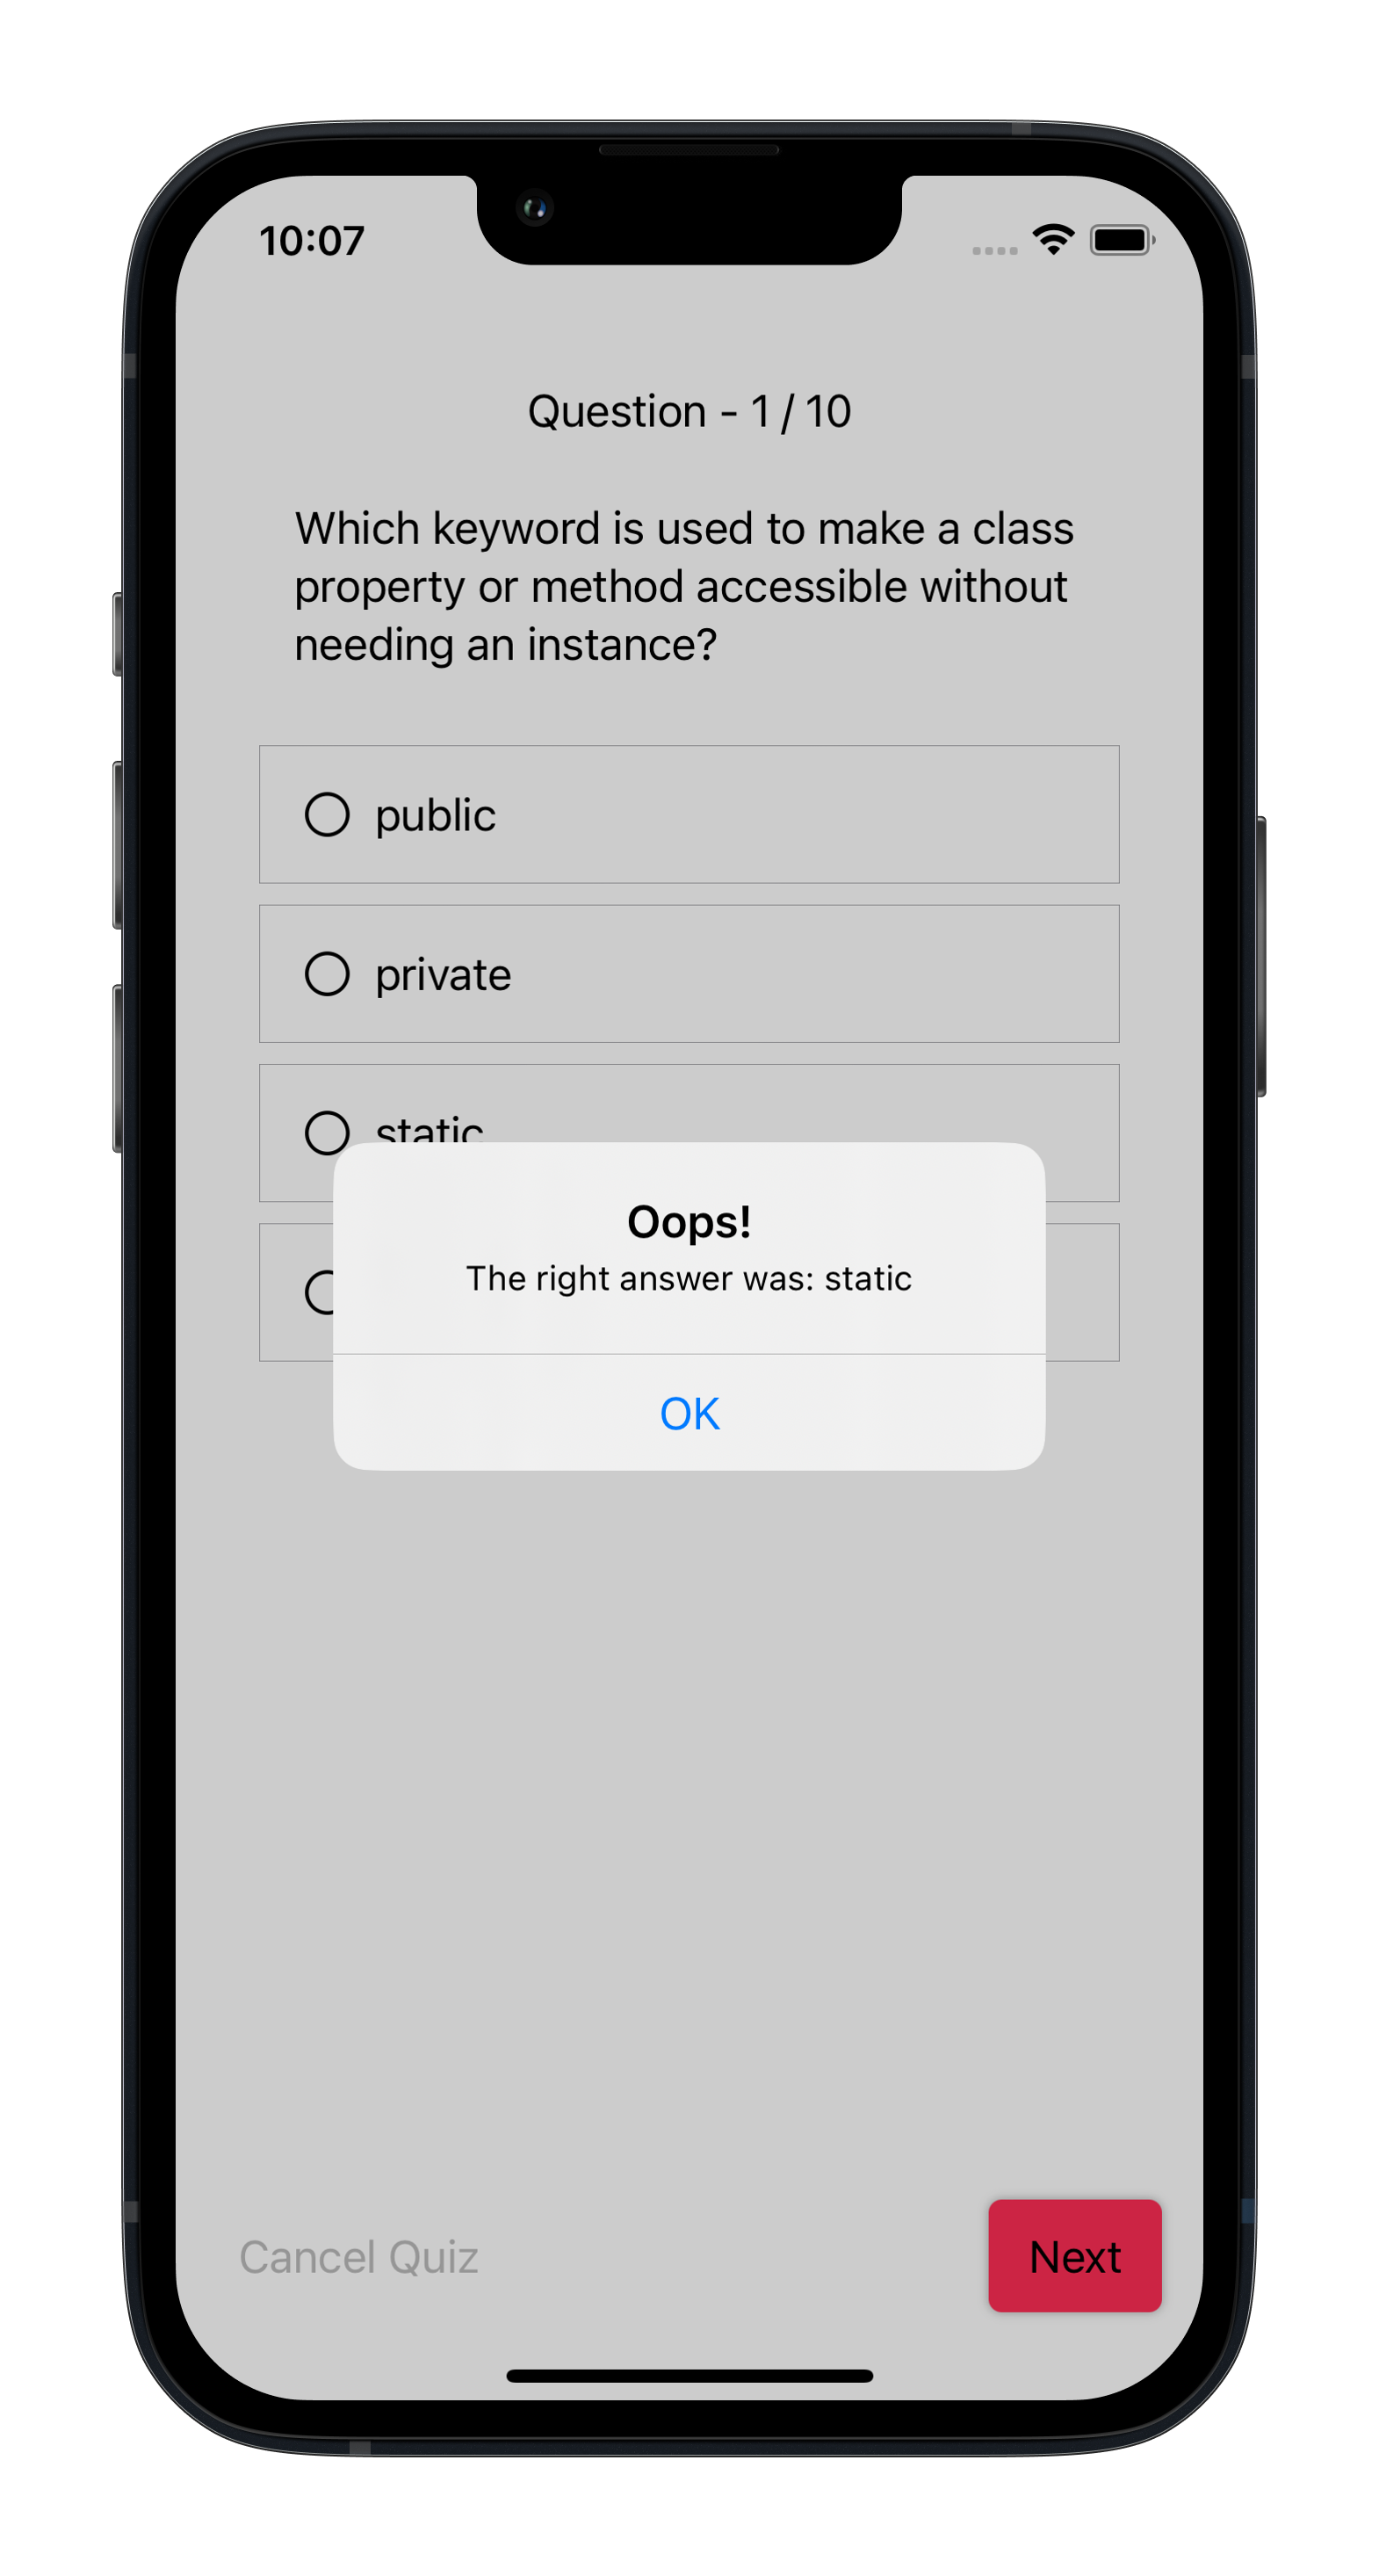 10:07
Question - 1 / 10
Which keyword is used to make a class
property or method accessible without
needing an instance?
public
private
static
Oops!
The right answer was: static
OK
Cancel Quiz
Next